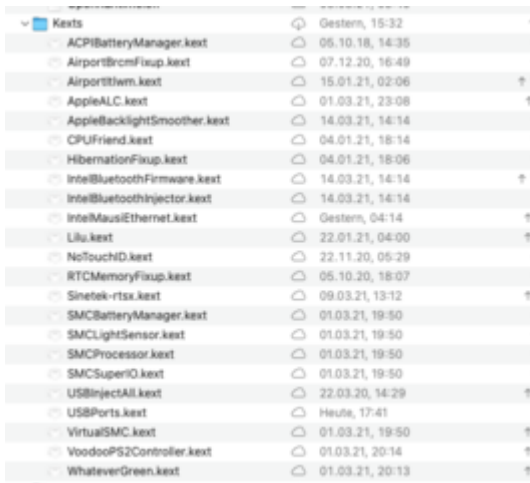 Kexts Gestern, 15:32
ACPIBatteryManager.kext 05.10.18, 14:35
AirportBrcmFixup.kext 07.12.20, 16:49
AirportItlwm.kext 15.01.21, 02:06
AppleALC.kext 01.03.21, 23:08
AppleBacklightSmoother.kext 14.03.21, 14:14
CPUFriend.kext 04.01.21, 18:14
HibernationFixup.kext 04.01.21, 18:06
IntelBluetoothFirmware.kext 14.03.21, 14:14
IntelBluetoothInjector.kext 14.03.21, 14:14
IntelMausiEthernet.kext Gestern, 04:14
Lilu.kext 22.01.21, 04:00
NoTouchID.kext 22.11.20, 05:29
RTCMemoryFixup.kext 05.10.20, 18:07
Sinetek-rtsx.kext 09.03.21, 13:12
SMCBatteryManager.kext 01.03.21, 19:50
SMCLightSensor.kext 01.03.21, 19:50
SMCProcessor.kext 01.03.21, 19:50
SMCSuperIO.kext 01.03.21, 19:50
USBInjectAll.kext 22.03.20, 14:29
USBPorts.kext Heute, 17:41
VirtualSMC.kext 01.03.21, 19:50
VoodooPS2Controller.kext 01.03.21, 20:14
WhateverGreen.kext 01.03.21, 20:13